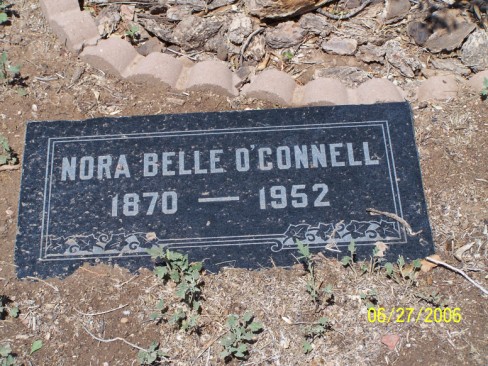 NORA BELLE O'CONNELL
1870 — 1952
06/27/2006